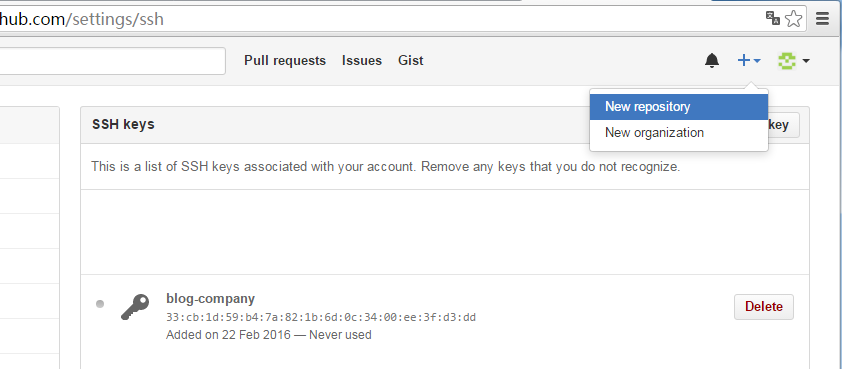 hub.com/settings/ssh
Pull requests Issues Gist
New repository
New organization
SSH keys
key
This is a list of SSH keys associated with your account. Remove any keys that you do not recognize.
blog-company
33:cb:1d:59:b4:7a:82:1b:6d:0c:34:00:ee:3f:d3:dd
Added on 22 Feb 2016 — Never used
Delete